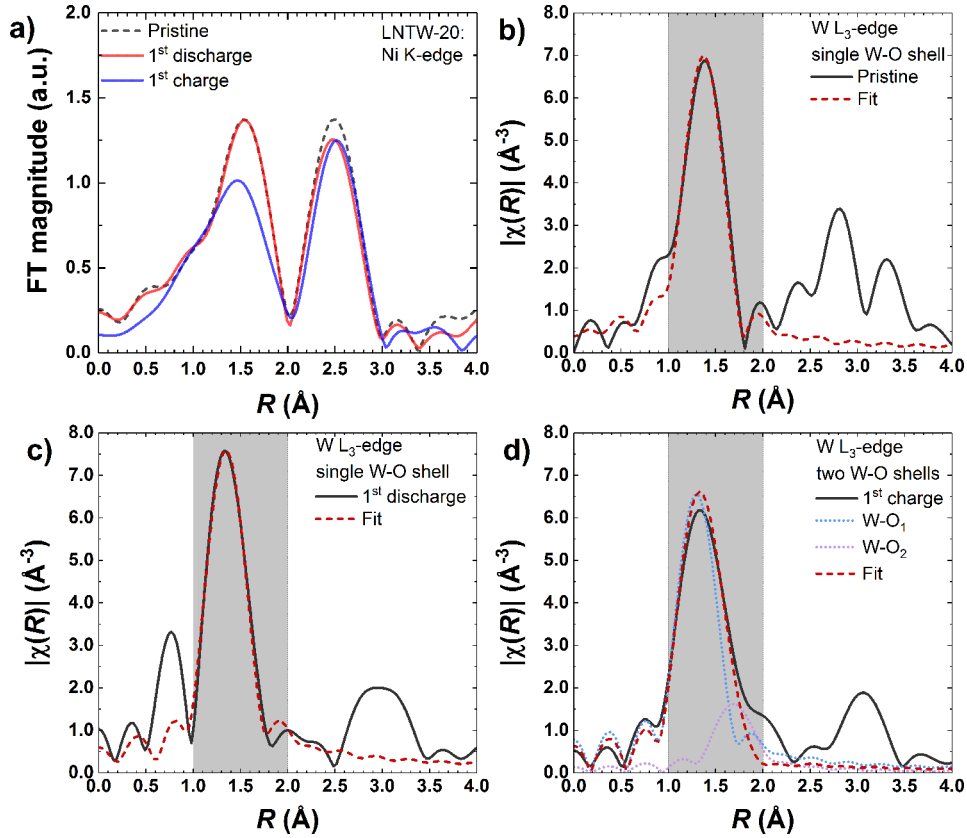 a)
LNTW-20:
Ni K-edge
Pristine
1st discharge
1st charge
FT magnitude (a.u.)
2.0
1.5
1.0
0.5
0.0
0.0 0.5 1.0 1.5 2.0 2.5 3.0 3.5 4.0
R (Å)
b)
W L3-edge
single W-O shell
Pristine
Fit
|χ(R)| (Å-3)
8.0
7.0
6.0
5.0
4.0
3.0
2.0
1.0
0.0
0.0 0.5 1.0 1.5 2.0 2.5 3.0 3.5 4.0
R (Å)
c)
W L3-edge
single W-O shell
1st discharge
Fit
|χ(R)| (Å-3)
8.0
7.0
6.0
5.0
4.0
3.0
2.0
1.0
0.0
0.0 0.5 1.0 1.5 2.0 2.5 3.0 3.5 4.0
R (Å)
d)
W L3-edge
two W-O shells
1st charge
W-O1
W-O2
Fit
|χ(R)| (Å-3)
8.0
7.0
6.0
5.0
4.0
3.0
2.0
1.0
0.0
0.0 0.5 1.0 1.5 2.0 2.5 3.0 3.5 4.0
R (Å)